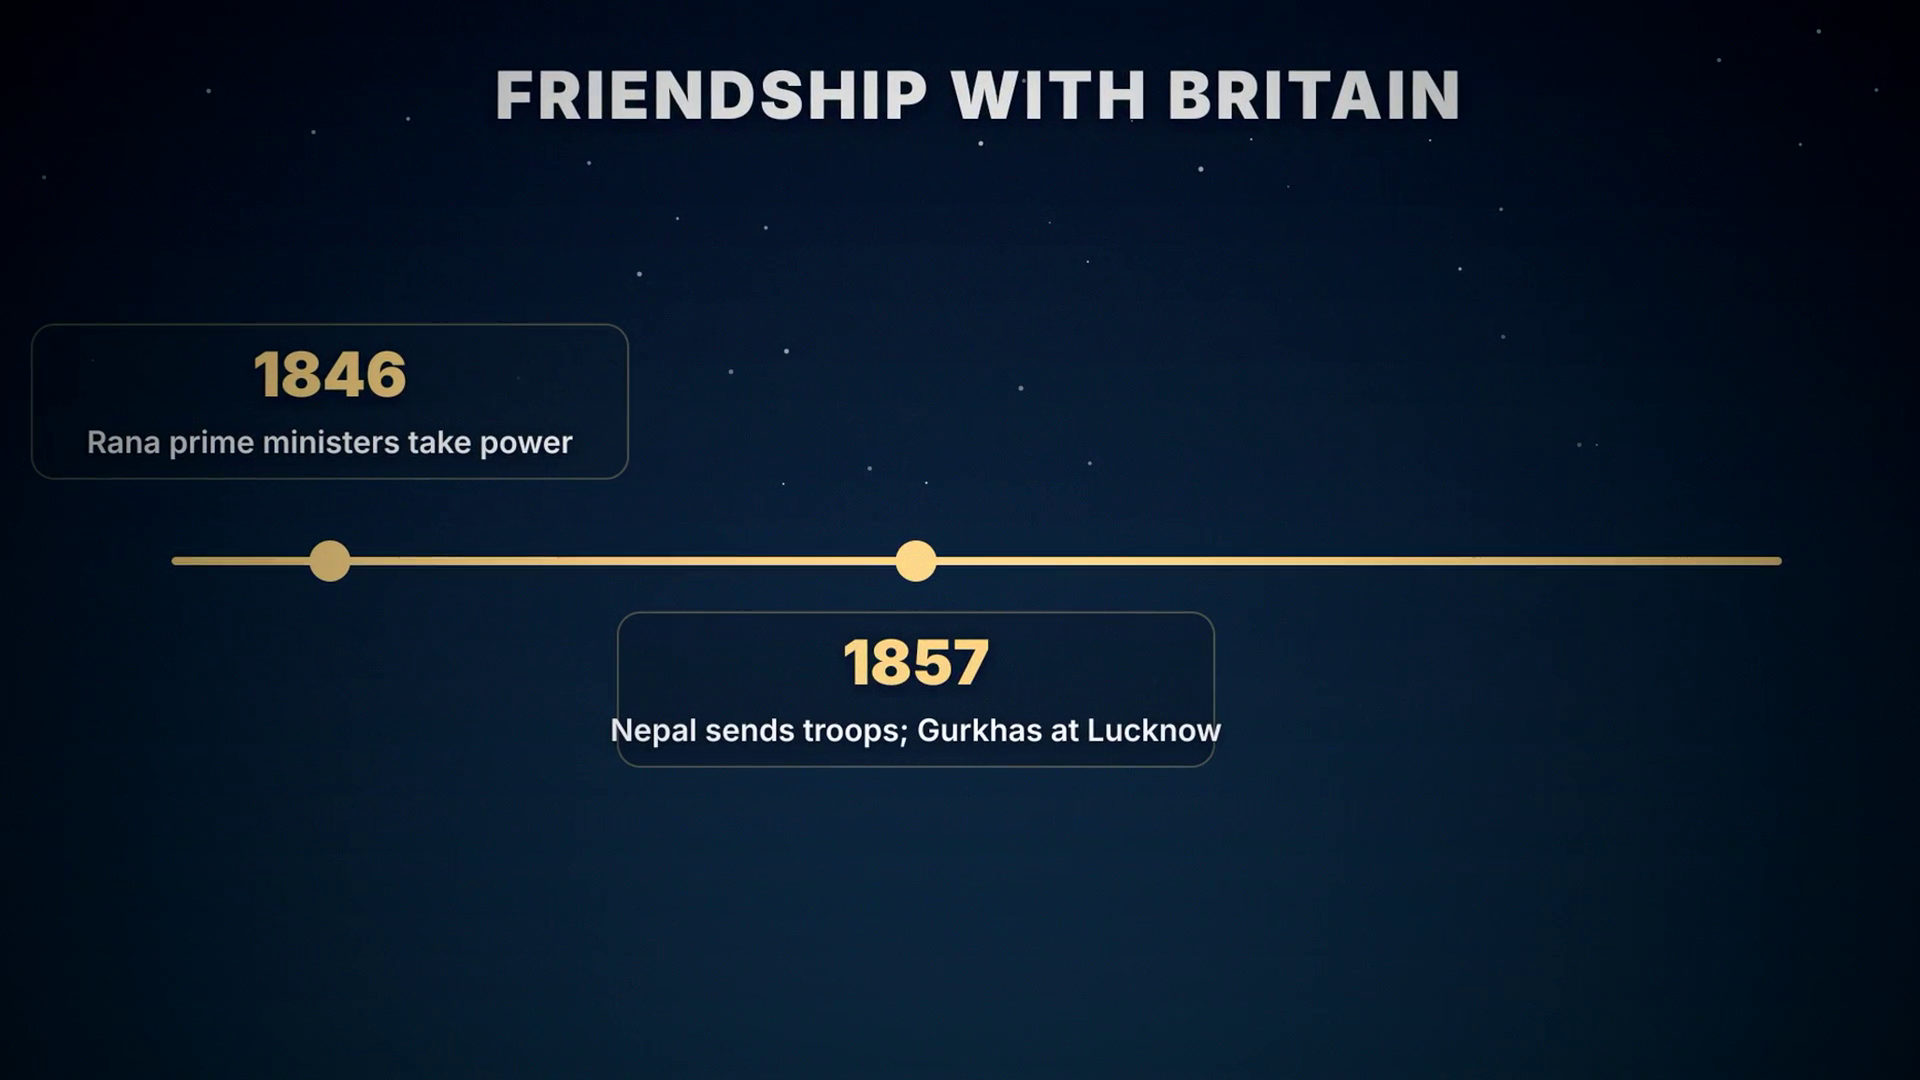 FRIENDSHIP WITH BRITAIN
1846
Rana prime ministers take power
1857
Nepal sends troops; Gurkhas at Lucknow